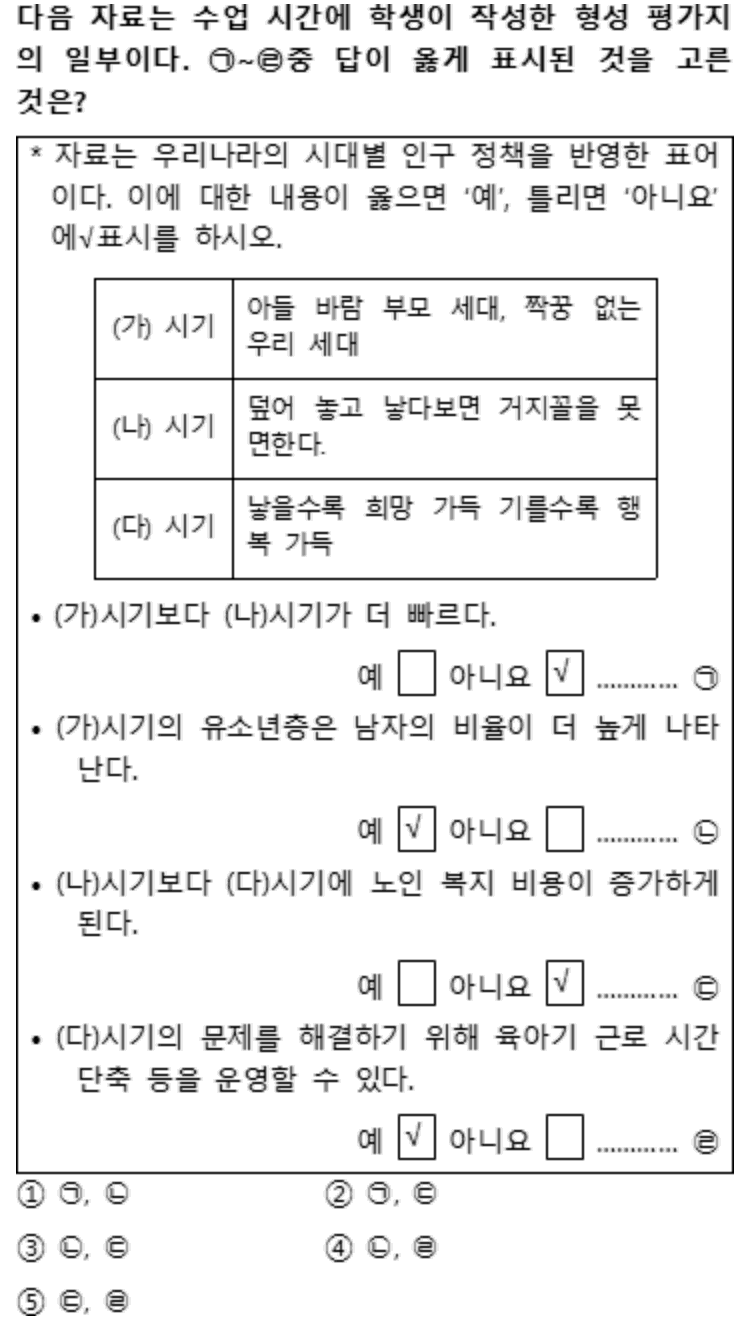 다음 자료는 수업 시간에 학생이 작성한 형성 평가지
의 일부이다. ㉠~㉣중 답이 옳게 표시된 것을 고른
것은?
* 자료는 우리나라의 시대별 인구 정책을 반영한 표어
이다. 이에 대한 내용이 옳으면 ‘예’, 틀리면 ‘아니요’
에√표시를 하시오.
(가) 시기 아들 바람 부모 세대, 짝꿍 없는
우리 세대
(나) 시기 덮어 놓고 낳다보면 거지꼴을 못
면한다.
(다) 시기 낳을수록 희망 가득 기를수록 행
복 가득
• (가)시기보다 (나)시기가 더 빠르다.
예 □ 아니요 √ ············ ㉠
• (가)시기의 유소년층은 남자의 비율이 더 높게 나타
난다.
예 √ 아니요 □ ············ ㉡
• (나)시기보다 (다)시기에 노인 복지 비용이 증가하게
된다.
예 □ 아니요 √ ············ ㉢
• (다)시기의 문제를 해결하기 위해 육아기 근로 시간
단축 등을 운영할 수 있다.
예 √ 아니요 □ ············ ㉣
① ㉠, ㉡ ② ㉠, ㉢
③ ㉡, ㉢ ④ ㉡, ㉣
⑤ ㉢, ㉣